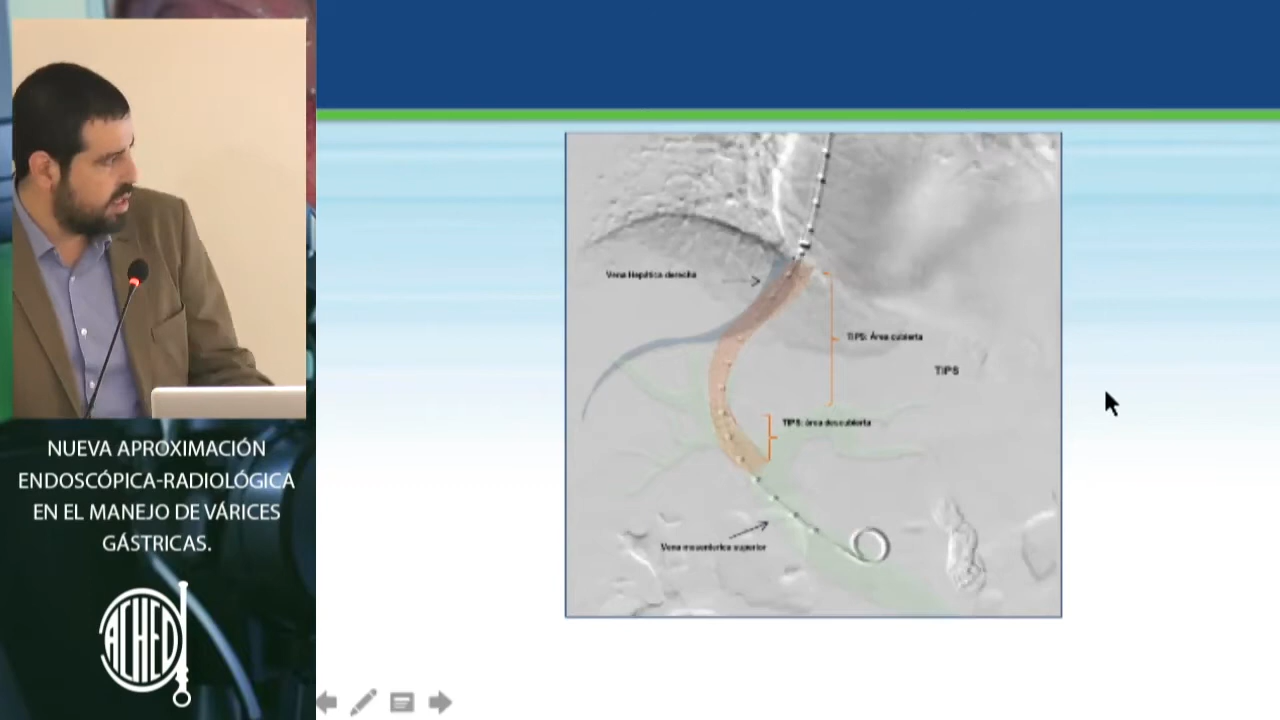 NUEVA APROXIMACIÓN
ENDOSCÓPICA-RADIOLÓGICA
EN EL MANEJO DE VÁRICES
GÁSTRICAS.
ACHED
Vena Hepática derecha
TIPS: Área cubierta
TIPS
TIPS: área descubierta
Vena mesenterica superior